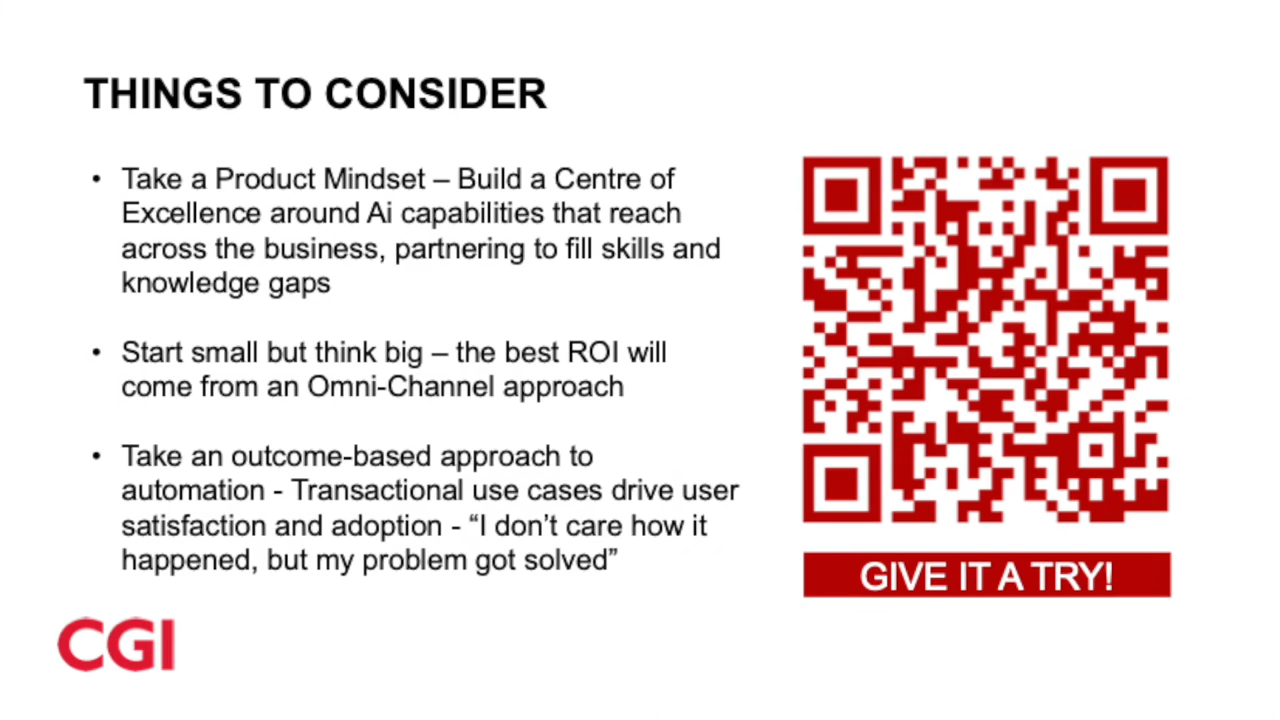 THINGS TO CONSIDER
• Take a Product Mindset – Build a Centre of
Excellence around Ai capabilities that reach
across the business, partnering to fill skills and
knowledge gaps
• Start small but think big – the best ROI will
come from an Omni-Channel approach
• Take an outcome-based approach to
automation - Transactional use cases drive user
satisfaction and adoption - “I don’t care how it
happened, but my problem got solved”
GIVE IT A TRY!
CGI